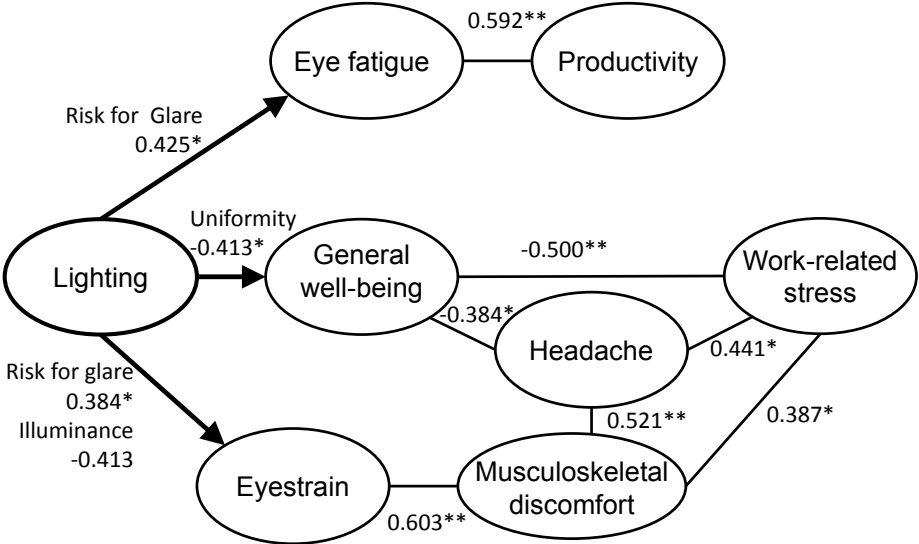 0.592**
Eye fatigue
Productivity
Risk for Glare
0.425*
Uniformity
-0.413*
Lighting
General
well-being
-0.500**
Work-related
stress
-0.384*
Headache
0.441*
Risk for glare
0.384*
Illuminance
-0.413
0.521**
0.387*
Eyestrain
0.603**
Musculoskeletal
discomfort